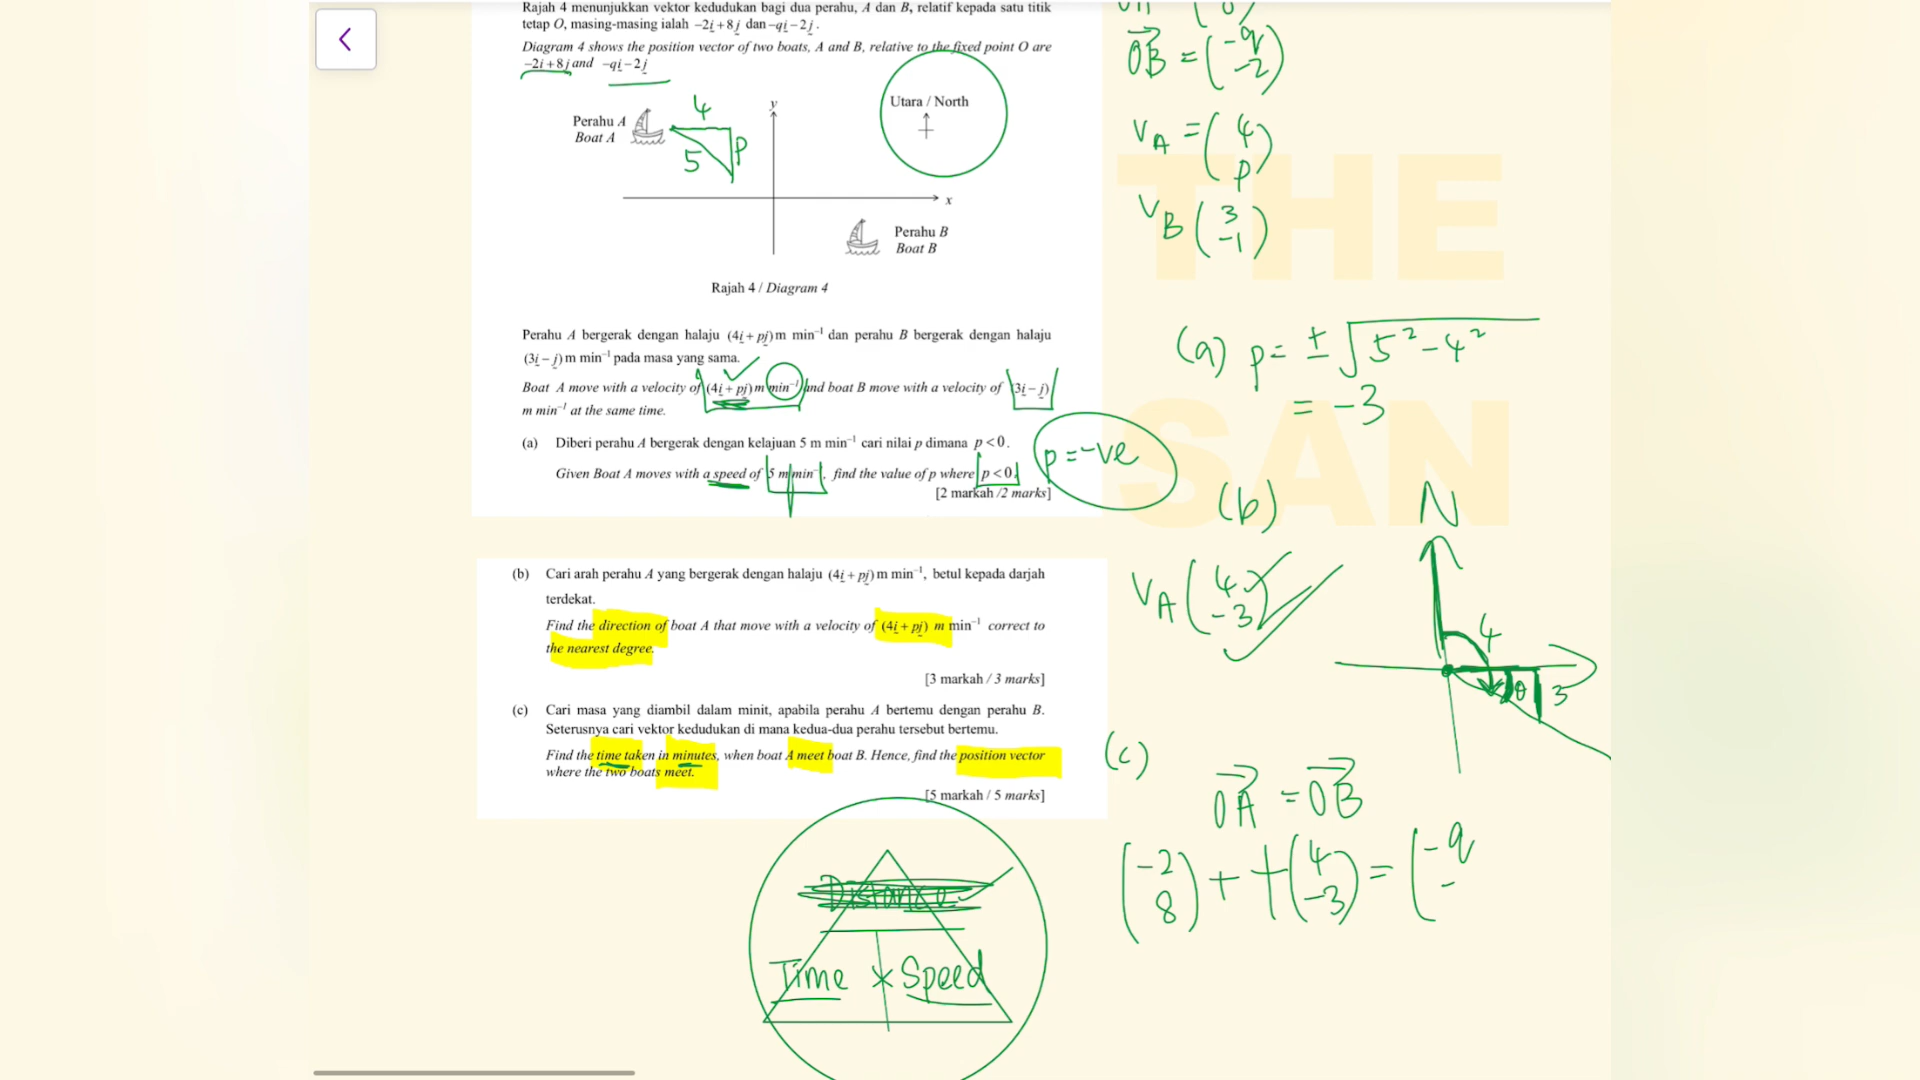 Rajah 4 menunjukkan vektor kedudukan bagi dua perahu, A dan B, relatif kepada satu titik
tetap O, masing-masing ialah −2i + 8j dan −qi − 2j.
Diagram 4 shows the position vector of two boats, A and B, relative to the fixed point O are
−2i + 8j and −qi − 2j
Perahu A
Boat A
4
5
p
y
Utara / North
x
Perahu B
Boat B
Rajah 4 / Diagram 4
Perahu A bergerak dengan halaju (4i + pj) m min⁻¹ dan perahu B bergerak dengan halaju
(3i − j) m min⁻¹ pada masa yang sama.
Boat A move with a velocity of (4i + pj) m min⁻¹ and boat B move with a velocity of (3i − j)
m min⁻¹ at the same time.
(a) Diberi perahu A bergerak dengan kelajuan 5 m min⁻¹ cari nilai p dimana p < 0.
Given Boat A moves with a speed of 5 m min⁻¹, find the value of p where p < 0.
[2 markah /2 marks]
p = -ve
(b) Cari arah perahu A yang bergerak dengan halaju (4i + pj) m min⁻¹, betul kepada darjah
terdekat.
Find the direction of boat A that move with a velocity of (4i + pj) m min⁻¹ correct to
the nearest degree.
[3 markah / 3 marks]
(c) Cari masa yang diambil dalam minit, apabila perahu A bertemu dengan perahu B.
Seterusnya cari vektor kedudukan di mana kedua-dua perahu tersebut bertemu.
Find the time taken in minutes, when boat A meet boat B. Hence, find the position vector
where the two boats meet.
[5 markah / 5 marks]
Distance
Time * Speed
OB = (-q
-2)
VA = (4
p)
VB (3
-1)
(a) p = ± √5² - 4²
= -3
(b)
N
VA (4
-3)
4
θ
3
(c)
OA = OB
(-2
8) + t (4
-3) = (-q
-
THE
SAN